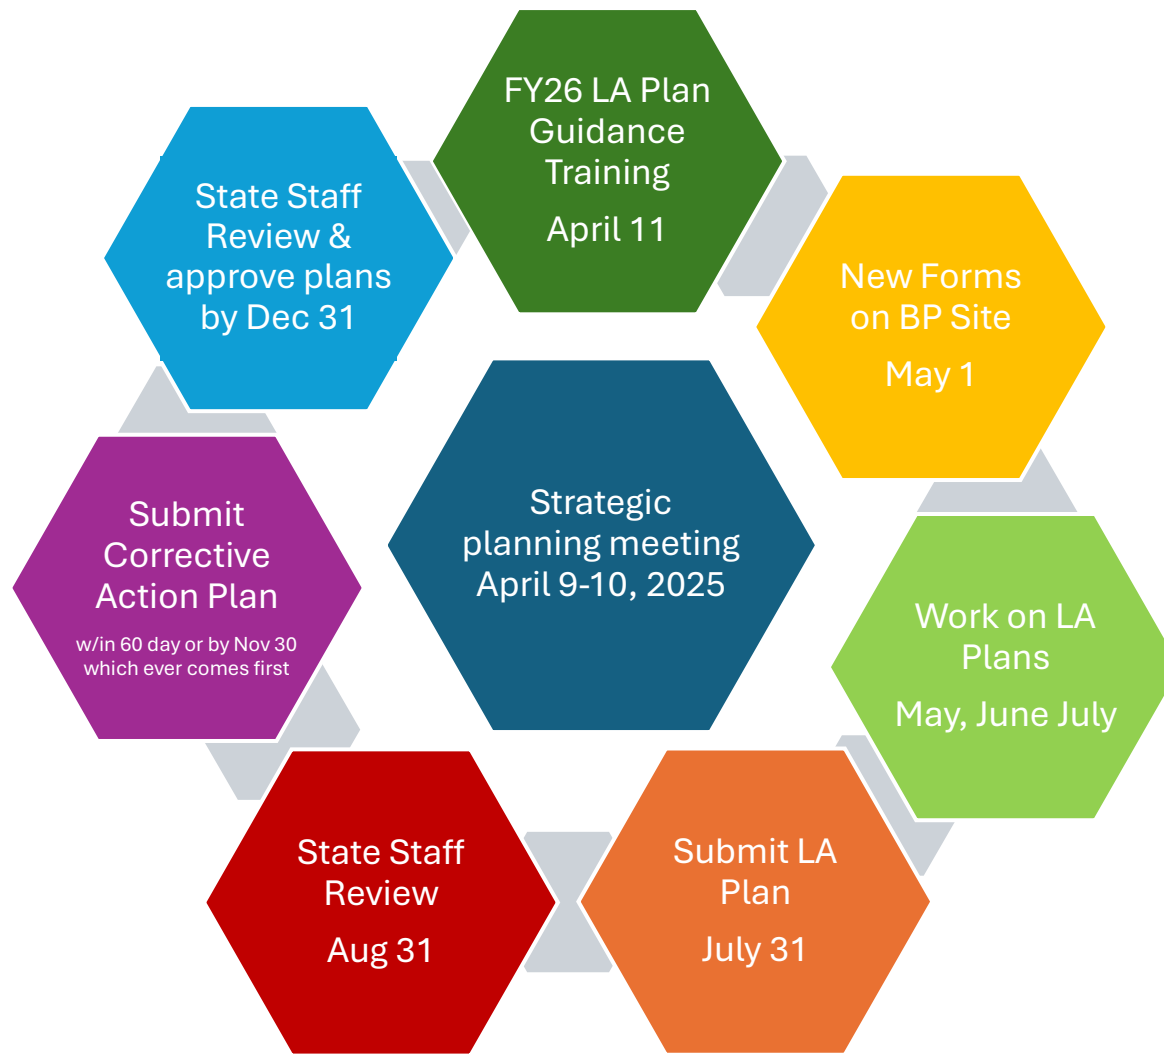 FY26 LA Plan
Guidance
Training
April 11
New Forms
on BP Site
May 1
Work on LA
Plans
May, June July
Submit LA
Plan
July 31
State Staff
Review
Aug 31
Submit
Corrective
Action Plan
w/in 60 day or by Nov 30
which ever comes first
State Staff
Review &
approve plans
by Dec 31
Strategic
planning meeting
April 9-10, 2025